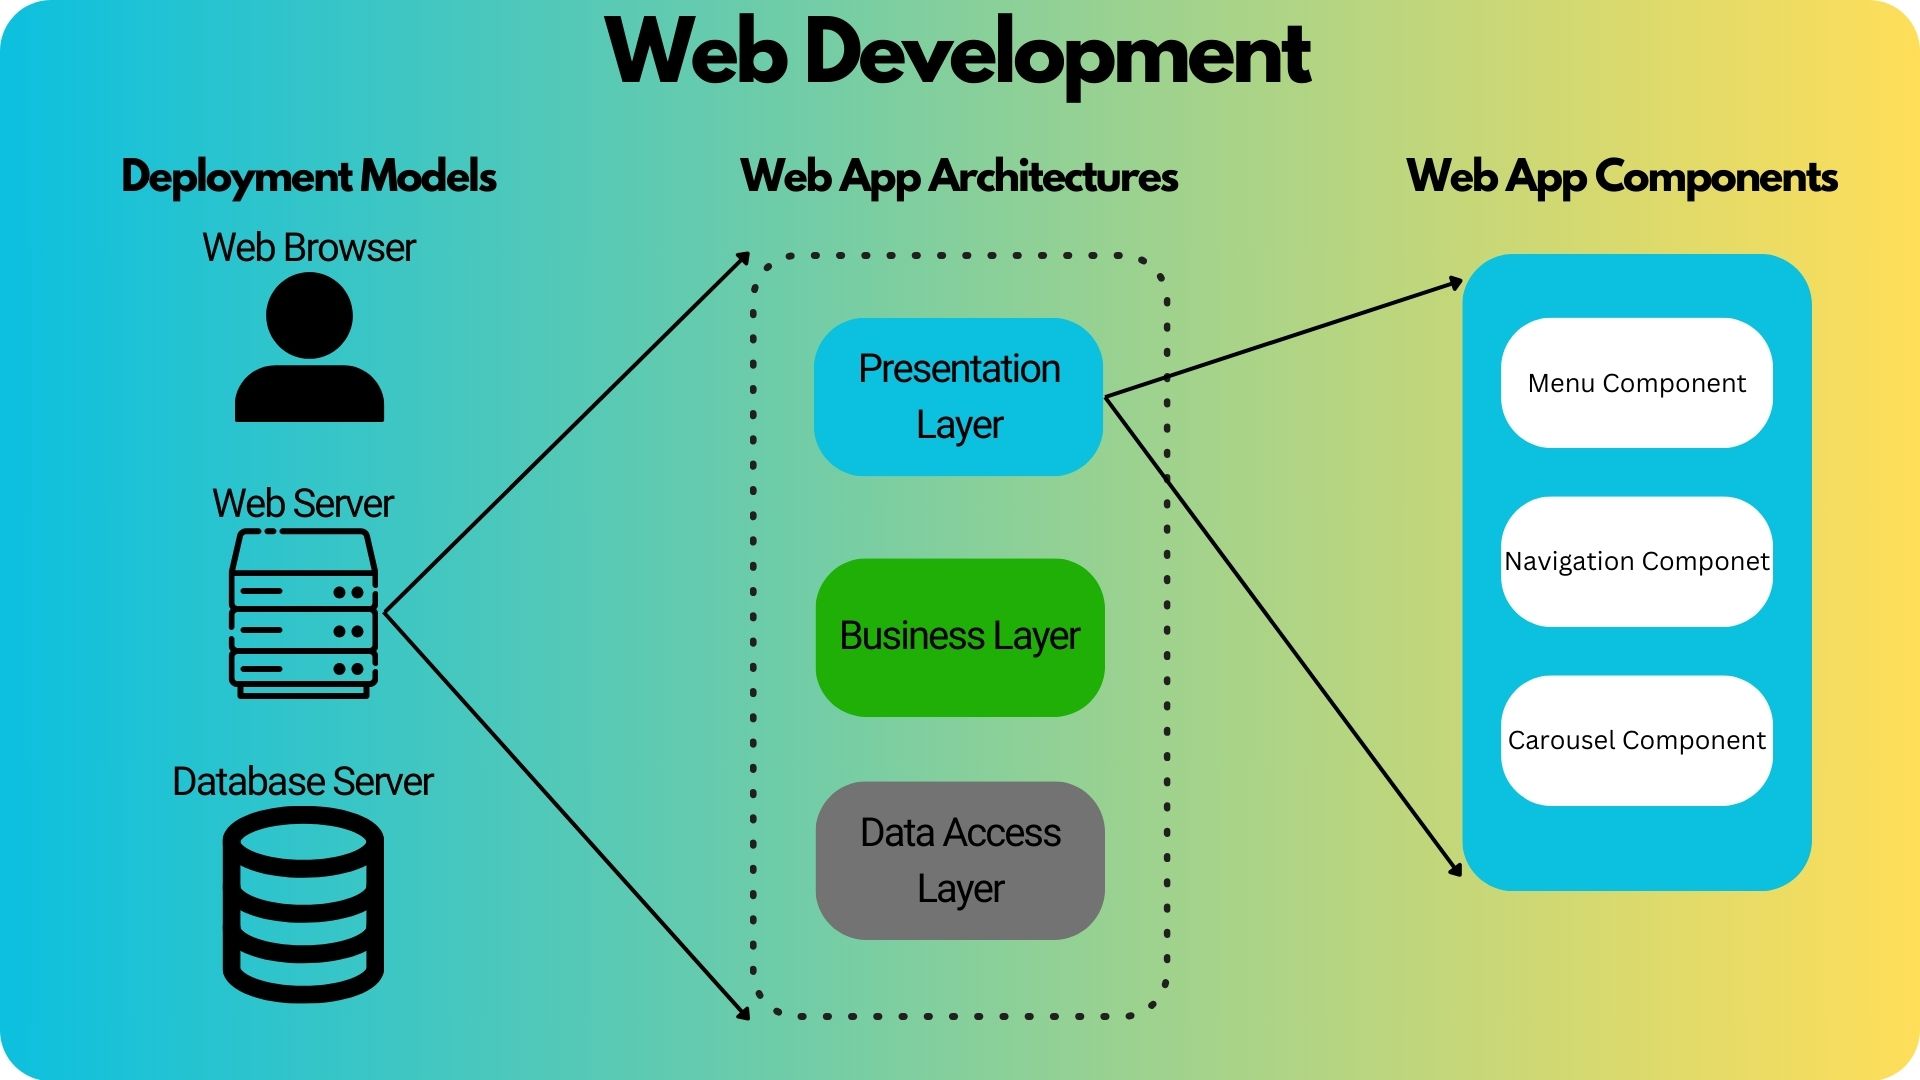 Web Development
Deployment Models
Web Browser
Web Server
Database Server
Web App Architectures
Presentation
Layer
Business Layer
Data Access
Layer
Web App Components
Menu Component
Navigation Componet
Carousel Component